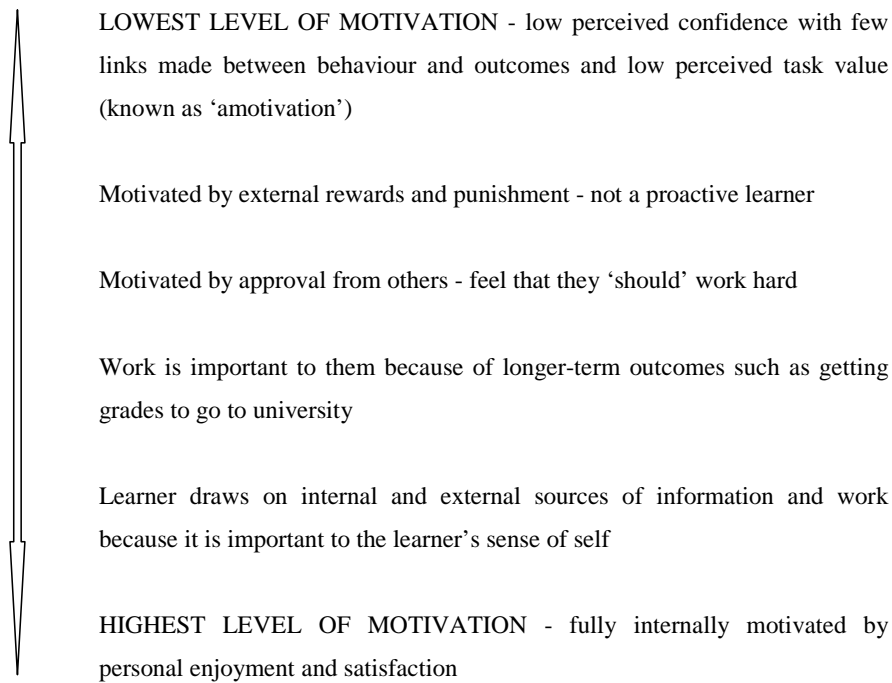 LOWEST LEVEL OF MOTIVATION - low perceived confidence with few
links made between behaviour and outcomes and low perceived task value
(known as ‘amotivation’)
Motivated by external rewards and punishment - not a proactive learner
Motivated by approval from others - feel that they ‘should’ work hard
Work is important to them because of longer-term outcomes such as getting
grades to go to university
Learner draws on internal and external sources of information and work
because it is important to the learner’s sense of self
HIGHEST LEVEL OF MOTIVATION - fully internally motivated by
personal enjoyment and satisfaction